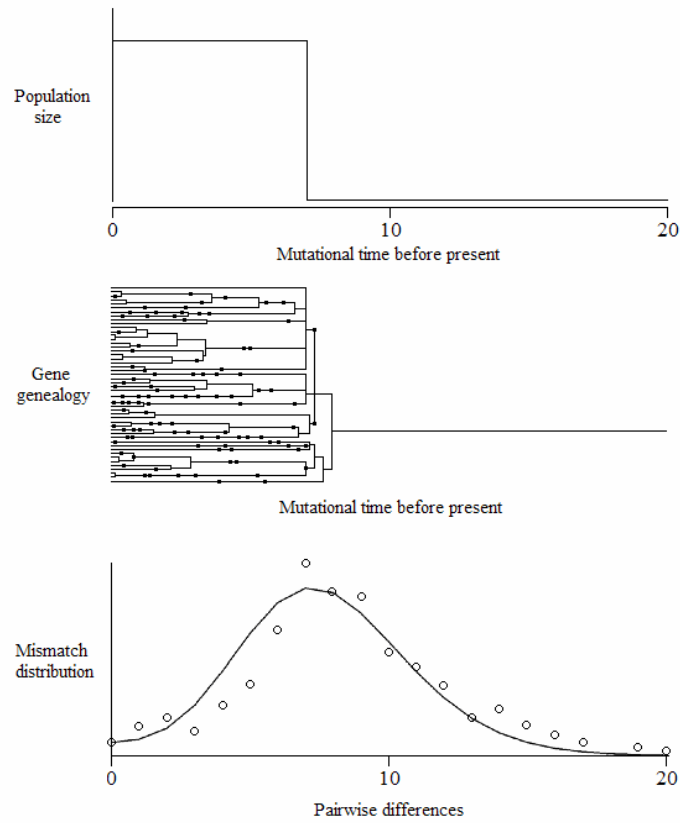 Population
size
0
10
20
Mutational time before present
Gene
genealogy
Mutational time before present
Mismatch
distribution
0
10
20
Pairwise differences